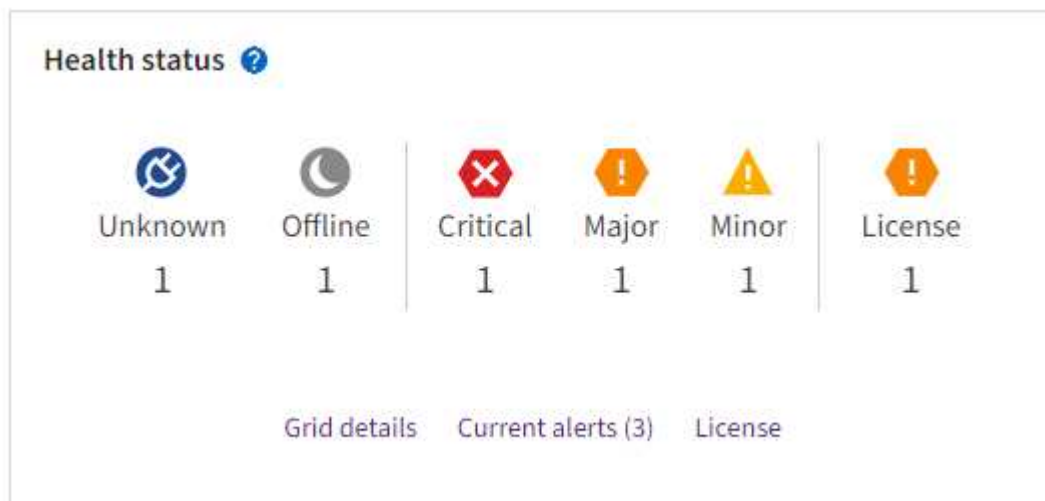 Health status ?
Unknown Offline Critical Major Minor License
1 1 1 1 1 1
Grid details Current alerts (3) License